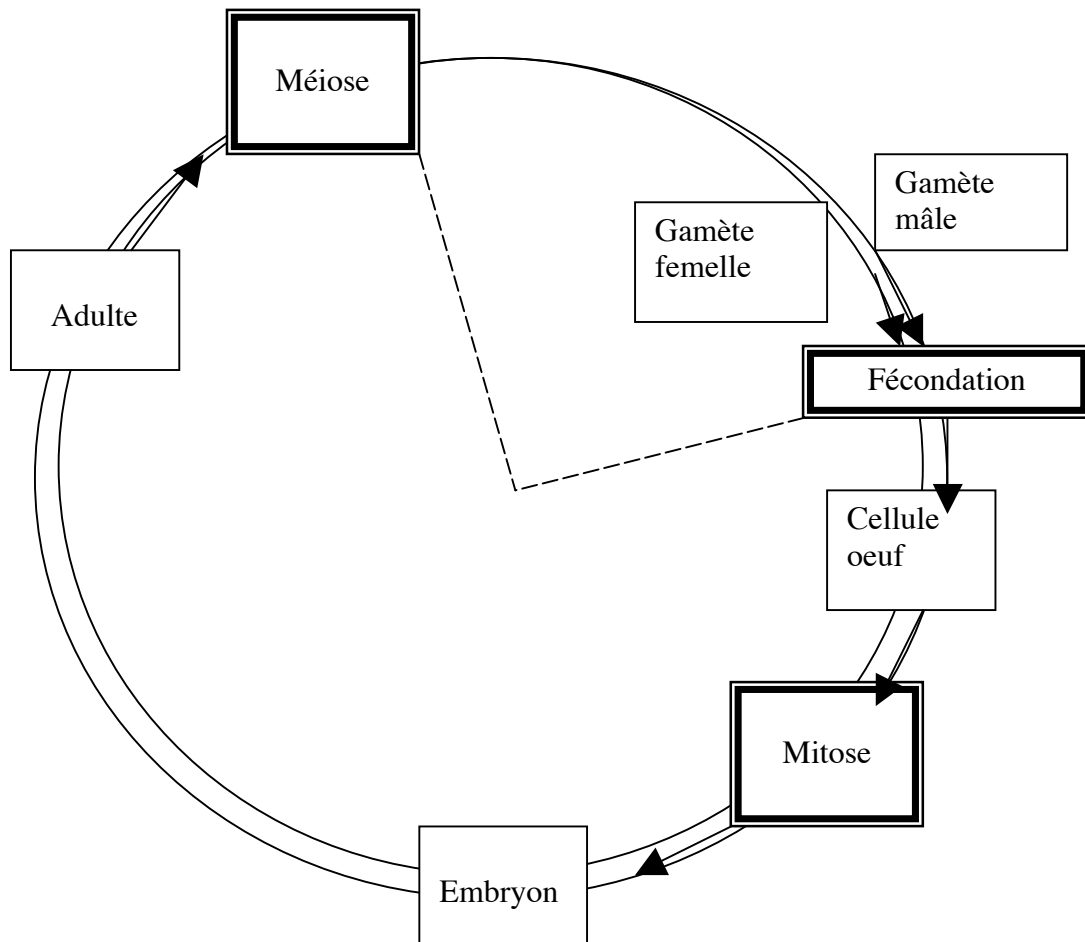 Méiose
Gamète
mâle
Gamète
femelle
Adulte
Fécondation
Cellule
oeuf
Mitose
Embryon